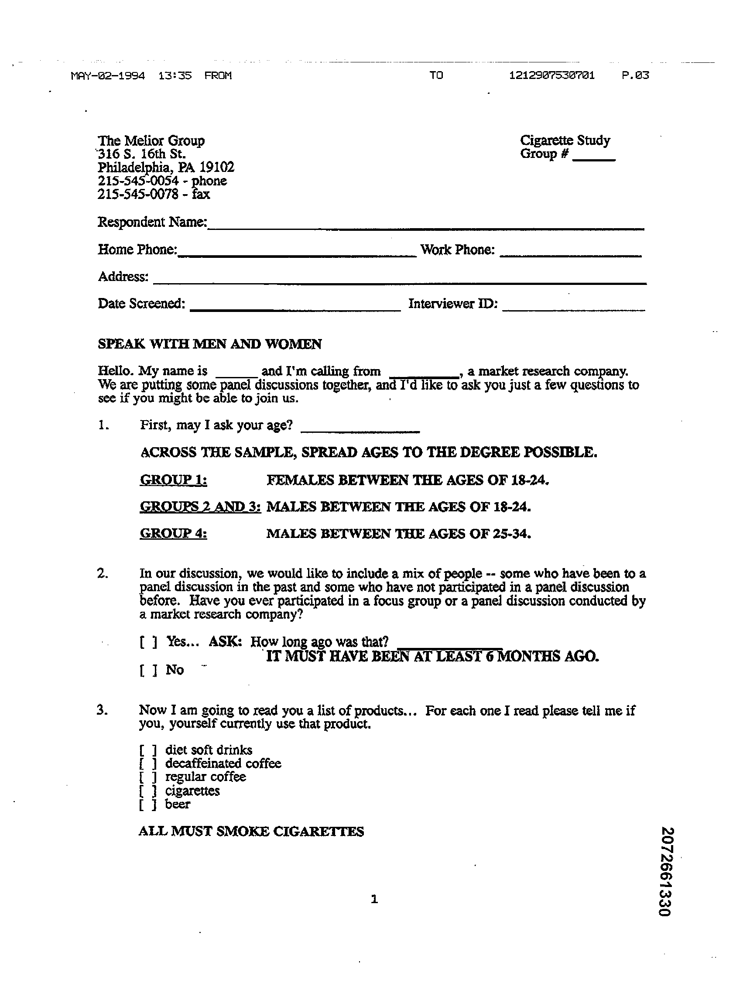 MAY-02-1994 13:35 FROM TO 1212907530701 P.03
The Melior Group
316 S. 16th St.
Philadelphia, PA 19102
215-545-0054 - phone
215-545-0078 - fax
Cigarette Study
Group # ______
Respondent Name:______
Home Phone:______ Work Phone: ______
Address: ______
Date Screened: ______ Interviewer ID: ______
SPEAK WITH MEN AND WOMEN
Hello. My name is ______ and I'm calling from ______, a market research company.
We are putting some panel discussions together, and I'd like to ask you just a few questions to
see if you might be able to join us.
1. First, may I ask your age? ______
ACROSS THE SAMPLE, SPREAD AGES TO THE DEGREE POSSIBLE.
GROUP 1: FEMALES BETWEEN THE AGES OF 18-24.
GROUPS 2 AND 3: MALES BETWEEN THE AGES OF 18-24.
GROUP 4: MALES BETWEEN THE AGES OF 25-34.
2. In our discussion, we would like to include a mix of people -- some who have been to a
panel discussion in the past and some who have not participated in a panel discussion
before. Have you ever participated in a focus group or a panel discussion conducted by
a market research company?
[ ] Yes... ASK: How long ago was that? ______
IT MUST HAVE BEEN AT LEAST 6 MONTHS AGO.
[ ] No
3. Now I am going to read you a list of products... For each one I read please tell me if
you, yourself currently use that product.
[ ] diet soft drinks
[ ] decaffeinated coffee
[ ] regular coffee
[ ] cigarettes
[ ] beer
ALL MUST SMOKE CIGARETTES
1
2072661330